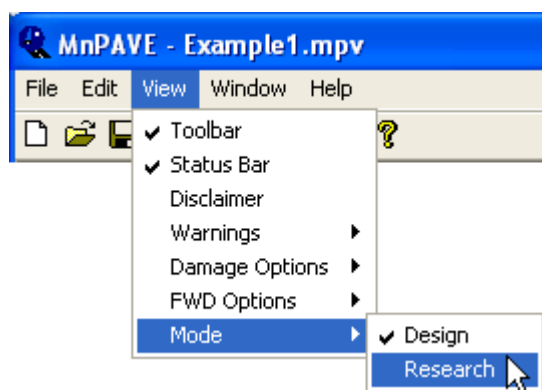 MnPAVE - Example1.mpv
File Edit View Window Help
Toolbar
Status Bar
Disclaimer
Warnings
Damage Options
FWD Options
Mode
Design
Research